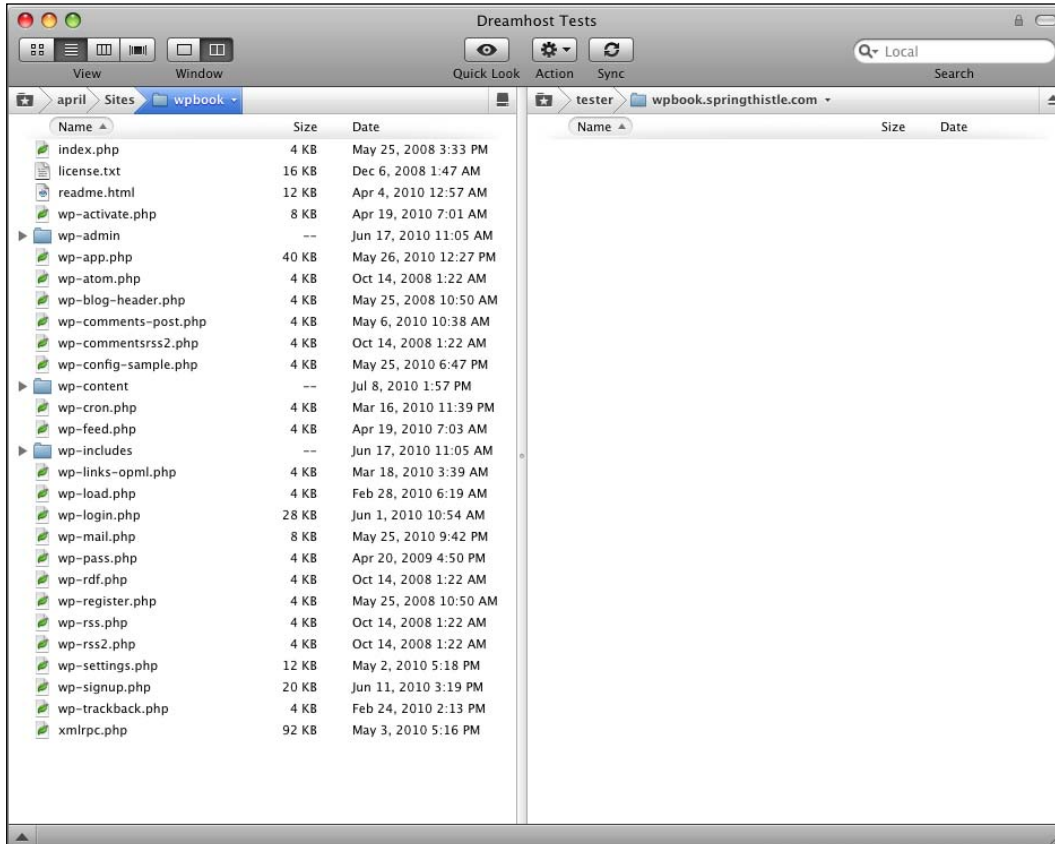 Dreamhost Tests
View Window Quick Look Action Sync Local Search
april Sites wpbook tester wpbook.springthistle.com
Name Size Date Name Size Date
index.php 4 KB May 25, 2008 3:33 PM
license.txt 16 KB Dec 6, 2008 1:47 AM
readme.html 12 KB Apr 4, 2010 12:57 AM
wp-activate.php 8 KB Apr 19, 2010 7:01 AM
wp-admin -- Jun 17, 2010 11:05 AM
wp-app.php 40 KB May 26, 2010 12:27 PM
wp-atom.php 4 KB Oct 14, 2008 1:22 AM
wp-blog-header.php 4 KB May 25, 2008 10:50 AM
wp-comments-post.php 4 KB May 6, 2010 10:38 AM
wp-commentsrss2.php 4 KB Oct 14, 2008 1:22 AM
wp-config-sample.php 4 KB May 25, 2010 6:47 PM
wp-content -- Jul 8, 2010 1:57 PM
wp-cron.php 4 KB Mar 16, 2010 11:39 PM
wp-feed.php 4 KB Apr 19, 2010 7:03 AM
wp-includes -- Jun 17, 2010 11:05 AM
wp-links-opml.php 4 KB Mar 18, 2010 3:39 AM
wp-load.php 4 KB Feb 28, 2010 6:19 AM
wp-login.php 28 KB Jun 1, 2010 10:54 AM
wp-mail.php 8 KB May 25, 2010 9:42 PM
wp-pass.php 4 KB Apr 20, 2009 4:50 PM
wp-rdf.php 4 KB Oct 14, 2008 1:22 AM
wp-register.php 4 KB May 25, 2008 10:50 AM
wp-rss.php 4 KB Oct 14, 2008 1:22 AM
wp-rss2.php 4 KB Oct 14, 2008 1:22 AM
wp-settings.php 12 KB May 2, 2010 5:18 PM
wp-signup.php 20 KB Jun 11, 2010 3:19 PM
wp-trackback.php 4 KB Feb 24, 2010 2:13 PM
xmlrpc.php 92 KB May 3, 2010 5:16 PM